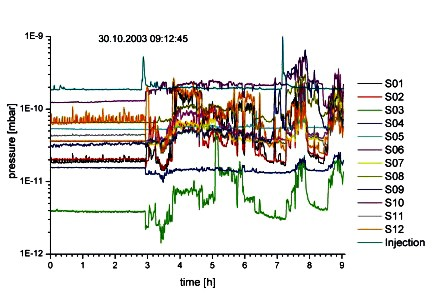 30.10.2003 09:12:45
1E-9
1E-10
1E-11
1E-12
pressure [mbar]
0 1 2 3 4 5 6 7 8 9
time [h]
S01
S02
S03
S04
S05
S06
S07
S08
S09
S10
S11
S12
Injection